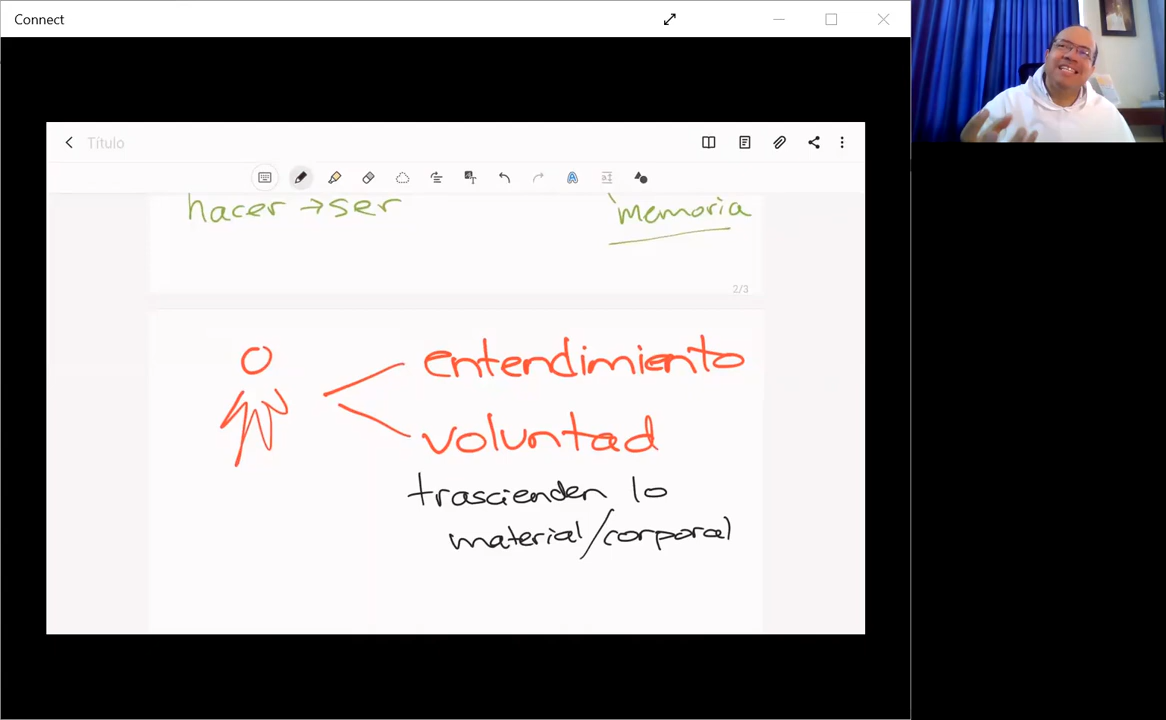 Connect
Título
hacer → ser
memoria
2/3
entendimiento
voluntad
trascienden lo
material/corporal